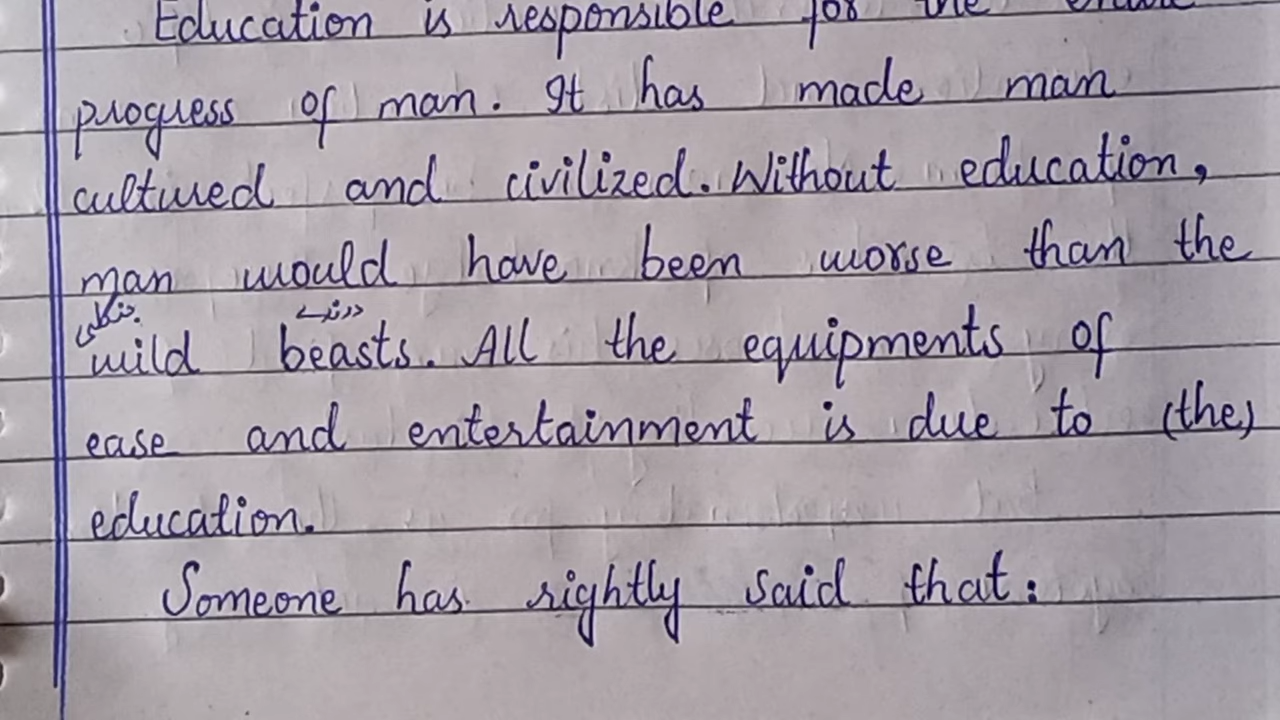 Education is responsible for the
progress of man. It has made man
cultured and civilized. Without education,
man would have been worse than the
جنگلی درندے
wild beasts. All the equipments of
ease and entertainment is due to (the)
education.
Someone has rightly said that: